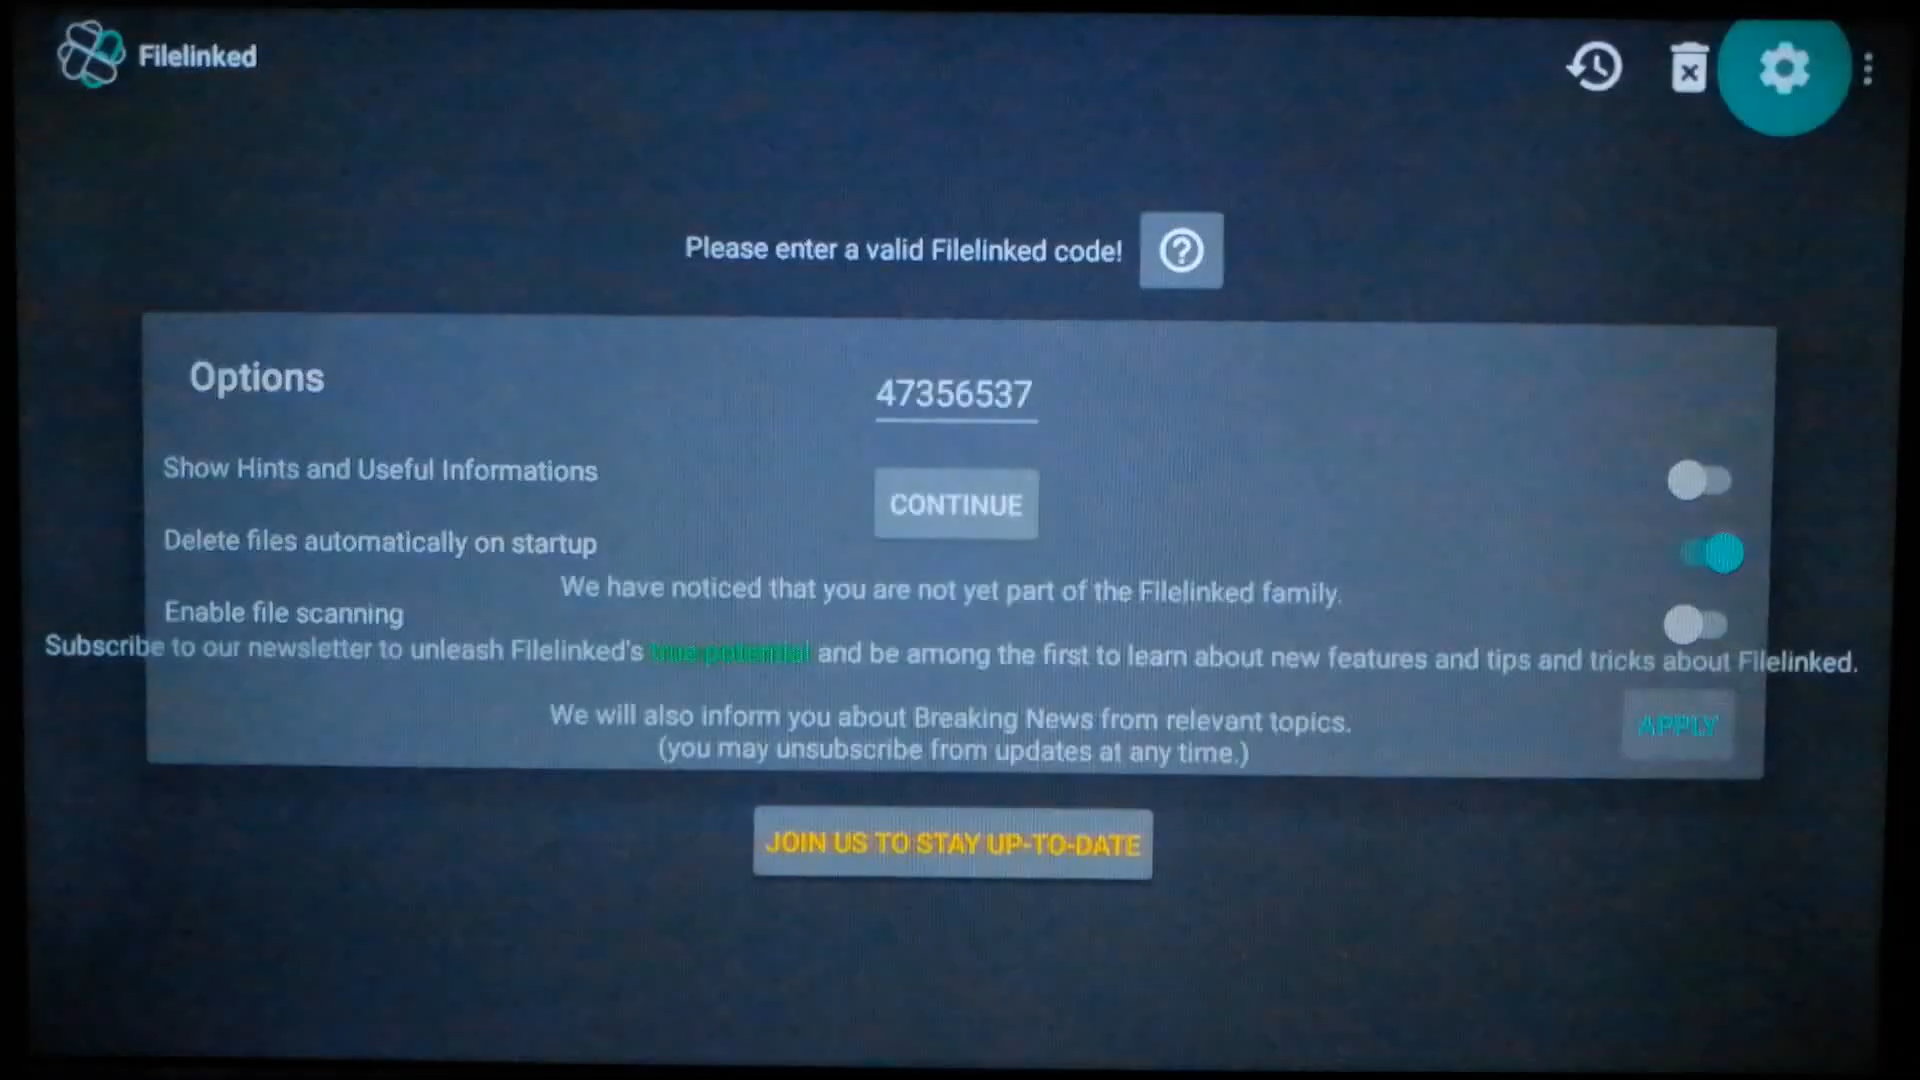 Filelinked
Please enter a valid Filelinked code!
Options
47356537
Show Hints and Useful Informations
CONTINUE
Delete files automatically on startup
We have noticed that you are not yet part of the Filelinked family.
Enable file scanning
Subscribe to our newsletter to unleash Filelinked's true potential and be among the first to learn about new features and tips and tricks about Filelinked.
We will also inform you about Breaking News from relevant topics.
APPLY
(you may unsubscribe from updates at any time.)
JOIN US TO STAY UP-TO-DATE